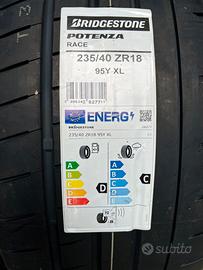 BRIDGESTONE
POTENZA
RACE
235/40 ZR18
95Y XL
ENERG
BRIDGESTONE
235/40 ZR18 95Y XL
A
B
C
D
E
D
A
B
C
D
E
C
subito